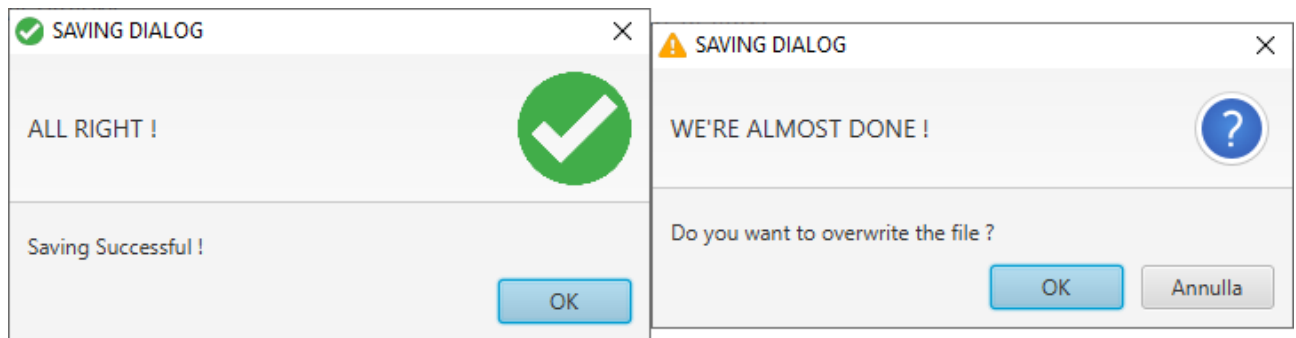 SAVING DIALOG
ALL RIGHT !
Saving Successful !
OK
SAVING DIALOG
WE'RE ALMOST DONE !
Do you want to overwrite the file ?
OK Annulla